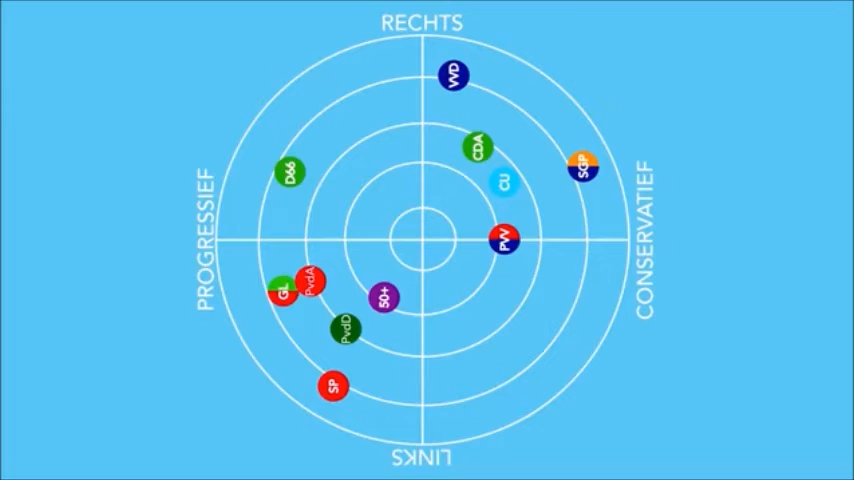 RECHTS
VVD
CDA
D66
SGP
CU
PROGRESSIEF
CONSERVATIEF
PVV
PvdA
GL
50+
PvdD
SP
LINKS